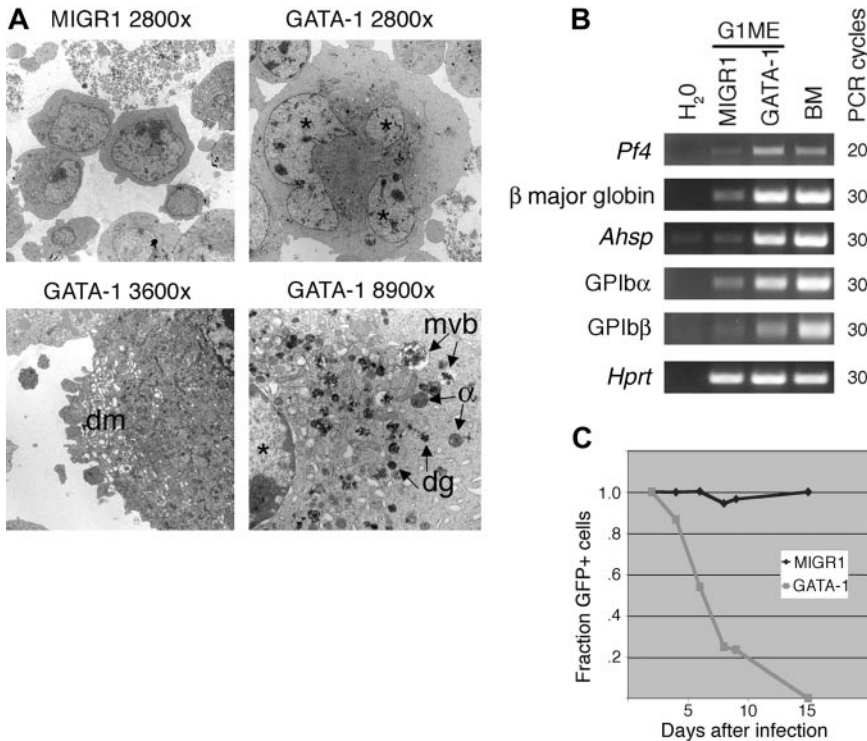 A
MIGR1 2800x
GATA-1 2800x
*
*
*
GATA-1 3600x
GATA-1 8900x
dm
mvb
α
*
dg
B
G1ME
H20
MIGR1
GATA-1
BM
PCR cycles
Pf4 20
β major globin 30
Ahsp 30
GPIbα 30
GPIbβ 30
Hprt 30
C
Fraction GFP+ cells
1.0
.8
.6
.4
.2
MIGR1
GATA-1
5 10 15
Days after infection